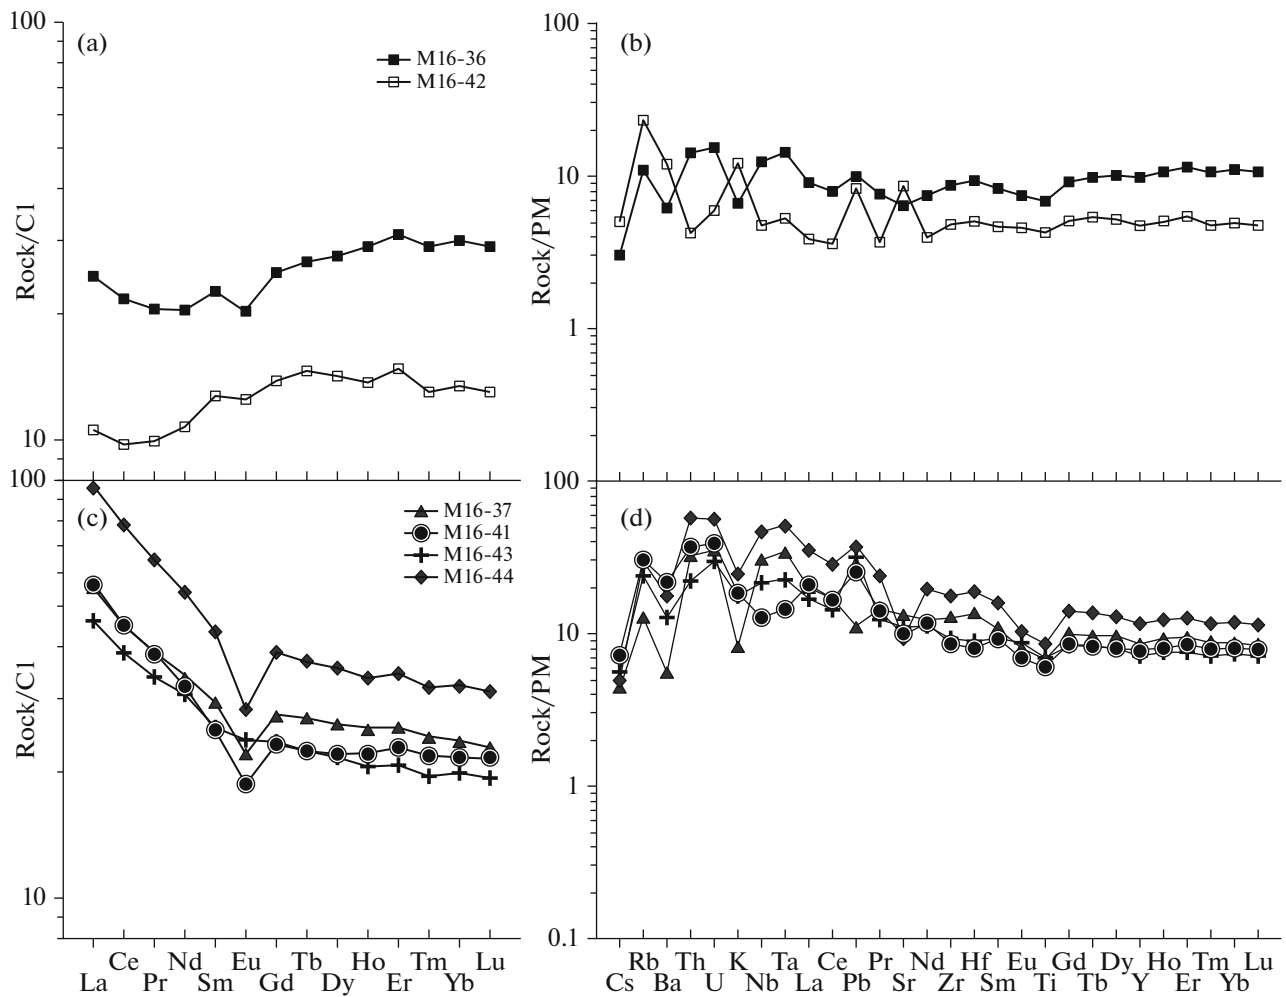 100
(a)
M16-36
M16-42
Rock/C1
10
100
(b)
Rock/PM
10
1
100
(c)
M16-37
M16-41
M16-43
M16-44
Rock/C1
10
La Ce Pr Nd Sm Eu Gd Tb Dy Ho Er Tm Yb Lu
100
(d)
Rock/PM
10
1
0.1
Cs Rb Ba Th U K Nb Ta La Ce Pb Pr Sr Nd Zr Hf Sm Eu Ti Gd Tb Dy Y Ho Er Tm Yb Lu